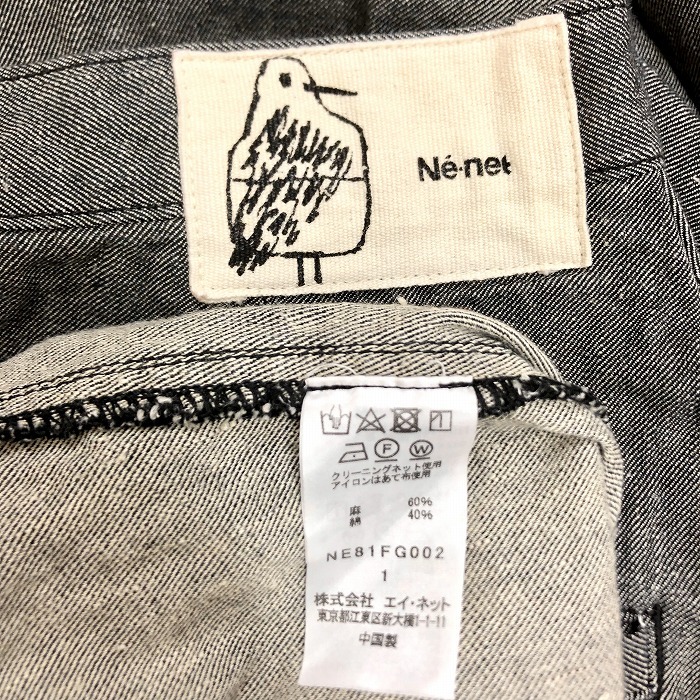 Né·net
F W
クリーニングネット使用
アイロンはあて布使用
麻 60%
綿 40%
NE81FG002
1
株式会社 エイ・ネット
東京都江東区新大橋1-1-11
中国製